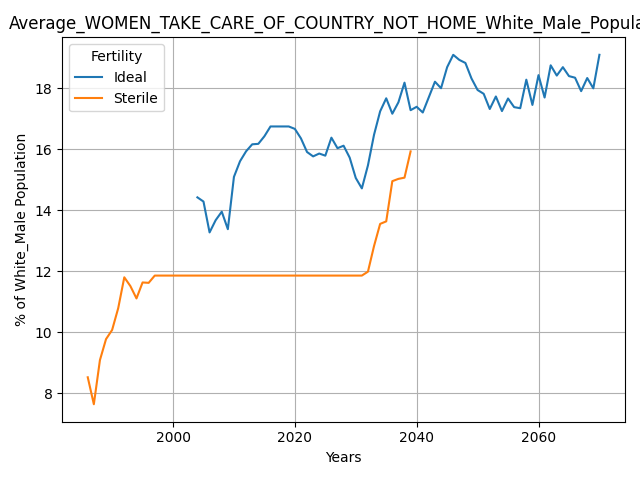 Average_WOMEN_TAKE_CARE_OF_COUNTRY_NOT_HOME_White_Male_Popula
Fertility
Ideal
Sterile
% of White_Male Population
18
16
14
12
10
8
2000 2020 2040 2060
Years